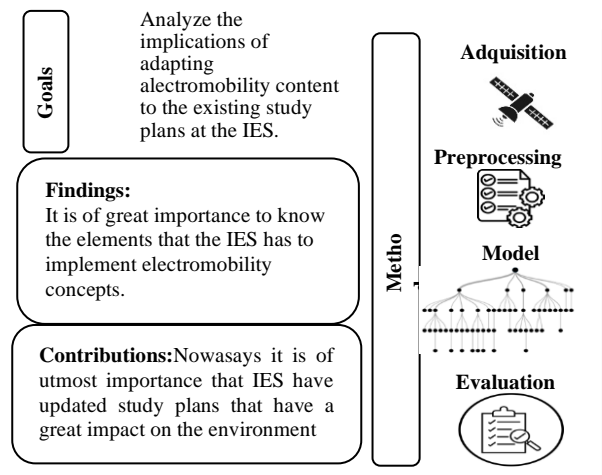 Goals
Analyze the
implications of
adapting
alectromobility content
to the existing study
plans at the IES.
Findings:
It is of great importance to know
the elements that the IES has to
implement electromobility
concepts.
Contributions:Nowasays it is of
utmost importance that IES have
updated study plans that have a
great impact on the environment
Metho
Adquisition
Preprocessing
Model
Evaluation